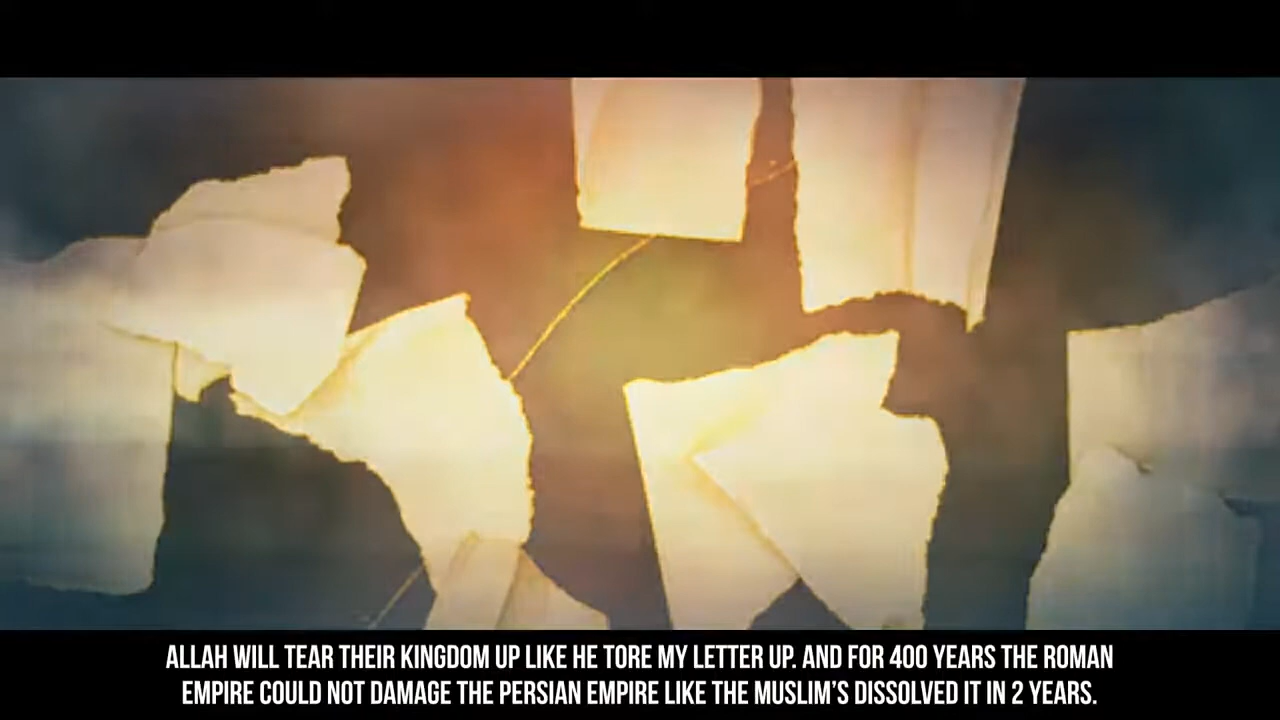 ALLAH WILL TEAR THEIR KINGDOM UP LIKE HE TORE MY LETTER UP. AND FOR 400 YEARS THE ROMAN
EMPIRE COULD NOT DAMAGE THE PERSIAN EMPIRE LIKE THE MUSLIM'S DISSOLVED IT IN 2 YEARS.